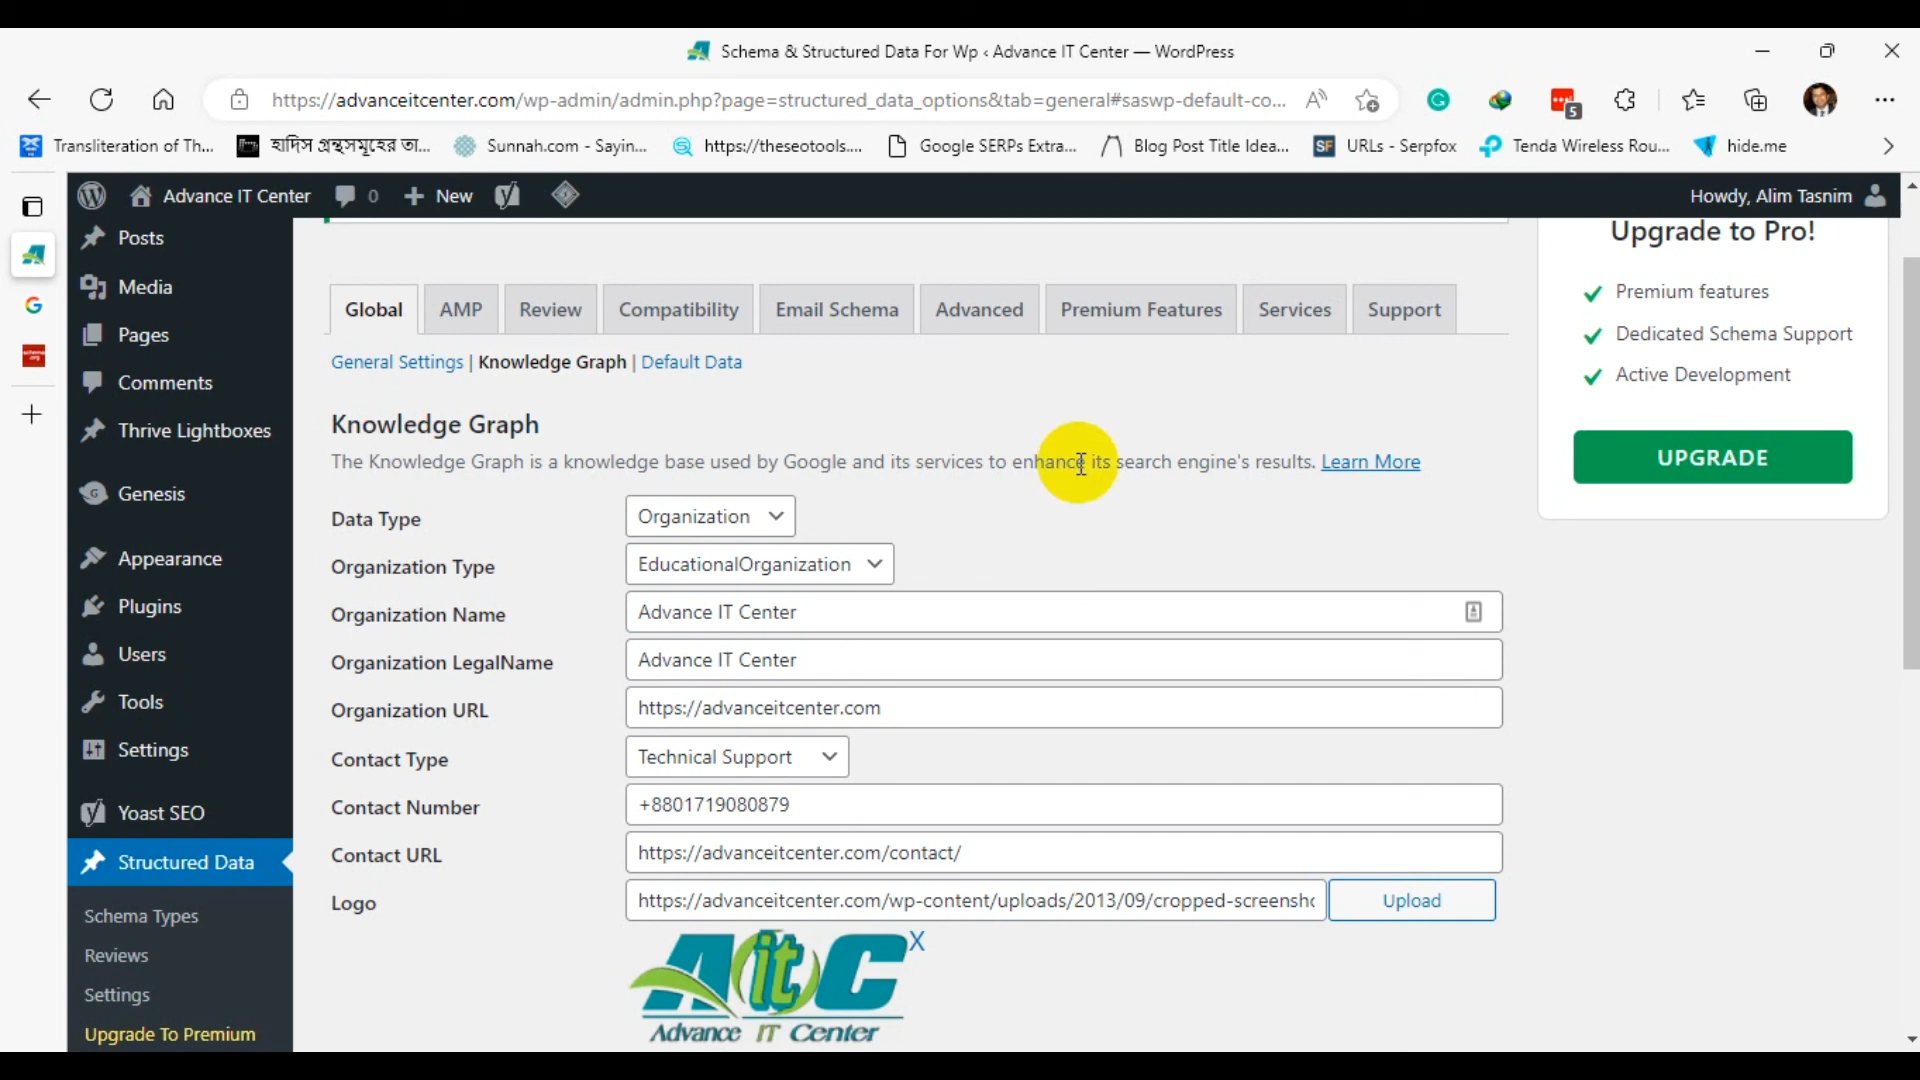 Schema & Structured Data For Wp ‹ Advance IT Center — WordPress
https://advanceitcenter.com/wp-admin/admin.php?page=structured_data_options&tab=general#saswp-default-co...
A))
5
Transliteration of Th...
হাদিস গ্রন্থসমূহের তা...
Sunnah.com - Sayin...
https://theseotools....
Google SERPs Extra...
Blog Post Title Idea...
SF URLs - Serpfox
Tenda Wireless Rou...
hide.me
Advance IT Center
0
New
Howdy, Alim Tasnim
Posts
Media
Pages
Comments
Thrive Lightboxes
Genesis
Appearance
Plugins
Users
Tools
Settings
Yoast SEO
Structured Data
Schema Types
Reviews
Settings
Upgrade To Premium
Global
AMP
Review
Compatibility
Email Schema
Advanced
Premium Features
Services
Support
General Settings | Knowledge Graph | Default Data
Knowledge Graph
The Knowledge Graph is a knowledge base used by Google and its services to enhance its search engine's results. Learn More
Data Type
Organization
Organization Type
EducationalOrganization
Organization Name
Advance IT Center
Organization LegalName
Advance IT Center
Organization URL
https://advanceitcenter.com
Contact Type
Technical Support
Contact Number
+8801719080879
Contact URL
https://advanceitcenter.com/contact/
Logo
https://advanceitcenter.com/wp-content/uploads/2013/09/cropped-screensho
Upload
AitC
X
Advance IT Center
Upgrade to Pro!
Premium features
Dedicated Schema Support
Active Development
UPGRADE